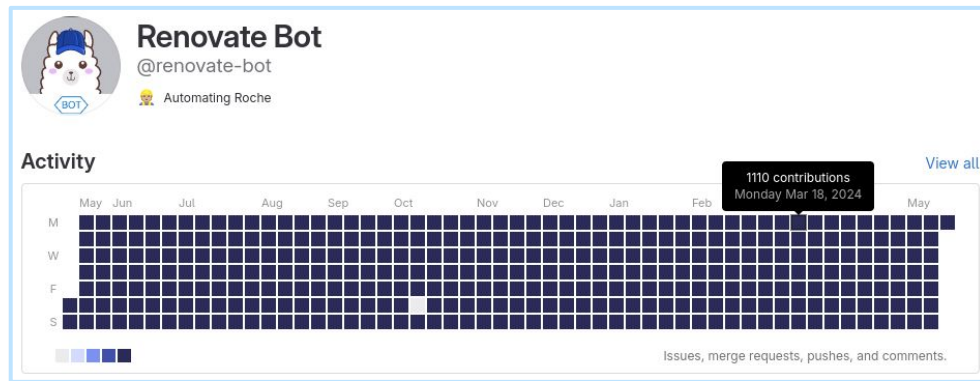 Renovate Bot
@renovate-bot
BOT
Automating Roche
Activity
View all
1110 contributions
Monday Mar 18, 2024
May Jun Jul Aug Sep Oct Nov Dec Jan Feb May
M
W
F
S
Issues, merge requests, pushes, and comments.